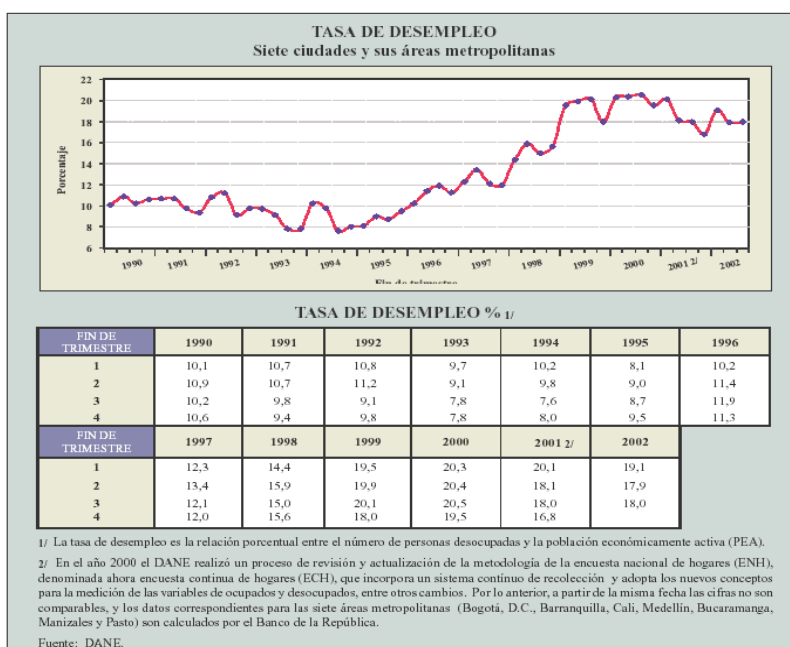 TASA DE DESEMPLEO
Siete ciudades y sus áreas metropolitanas
Porcentaje
22
20
18
16
14
12
10
8
6
1990 1991 1992 1993 1994 1995 1996 1997 1998 1999 2000 2001 2/ 2002
Fin de trimestre
TASA DE DESEMPLEO % 1/
FIN DE TRIMESTRE 1990 1991 1992 1993 1994 1995 1996
1 10,1 10,7 10,8 9,7 10,2 8,1 10,2
2 10,9 10,7 11,2 9,1 9,8 9,0 11,4
3 10,2 9,8 9,1 7,8 7,6 8,7 11,9
4 10,6 9,4 9,8 7,8 8,0 9,5 11,3
FIN DE TRIMESTRE 1997 1998 1999 2000 2001 2/ 2002
1 12,3 14,4 19,5 20,3 20,1 19,1
2 13,4 15,9 19,9 20,4 18,1 17,9
3 12,1 15,0 20,1 20,5 18,0 18,0
4 12,0 15,6 18,0 19,5 16,8
1/ La tasa de desempleo es la relación porcentual entre el número de personas desocupadas y la población económicamente activa (PEA).
2/ En el año 2000 el DANE realizó un proceso de revisión y actualización de la metodología de la encuesta nacional de hogares (ENH),
denominada ahora encuesta continua de hogares (ECH), que incorpora un sistema contínuo de recolección y adopta los nuevos conceptos
para la medición de las variables de ocupados y desocupados, entre otros cambios. Por lo anterior, a partir de la misma fecha las cifras no son
comparables, y los datos correspondientes para las siete áreas metropolitanas (Bogotá, D.C., Barranquilla, Cali, Medellín, Bucaramanga,
Manizales y Pasto) son calculados por el Banco de la República.
Fuente: DANE.